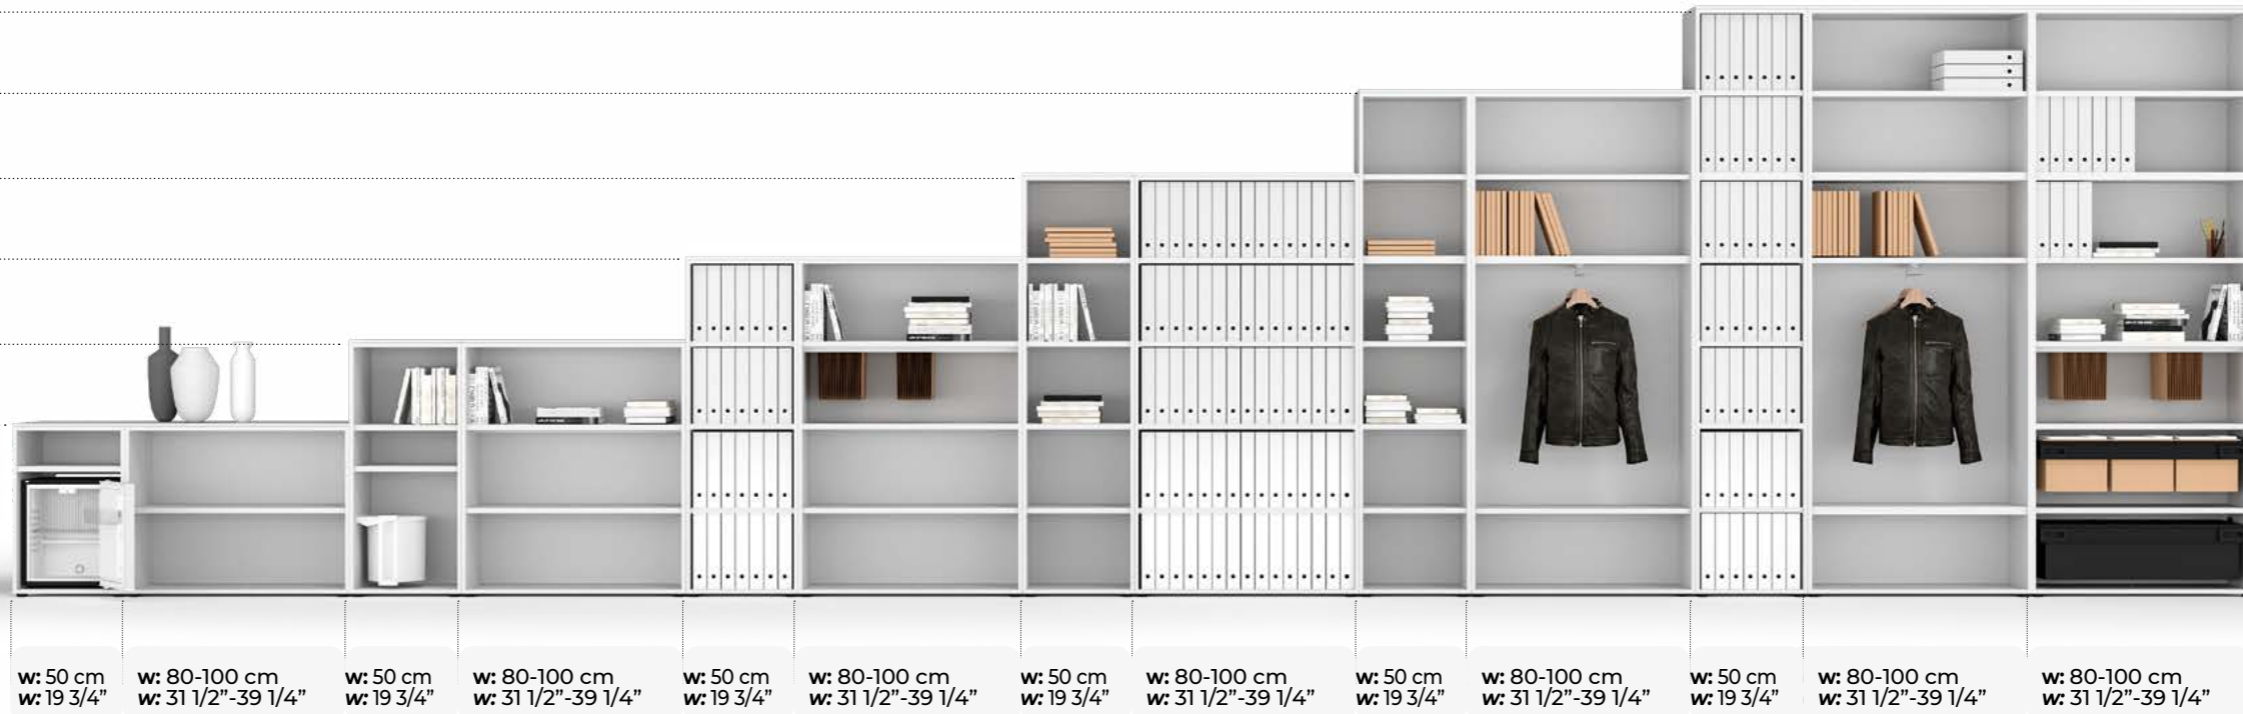 w: 50 cm
w: 19 3/4”
w: 80-100 cm
w: 31 1/2”-39 1/4”
w: 50 cm
w: 19 3/4”
w: 80-100 cm
w: 31 1/2”-39 1/4”
w: 50 cm
w: 19 3/4”
w: 80-100 cm
w: 31 1/2”-39 1/4”
w: 50 cm
w: 19 3/4”
w: 80-100 cm
w: 31 1/2”-39 1/4”
w: 50 cm
w: 19 3/4”
w: 80-100 cm
w: 31 1/2”-39 1/4”
w: 50 cm
w: 19 3/4”
w: 80-100 cm
w: 31 1/2”-39 1/4”
w: 80-100 cm
w: 31 1/2”-39 1/4”